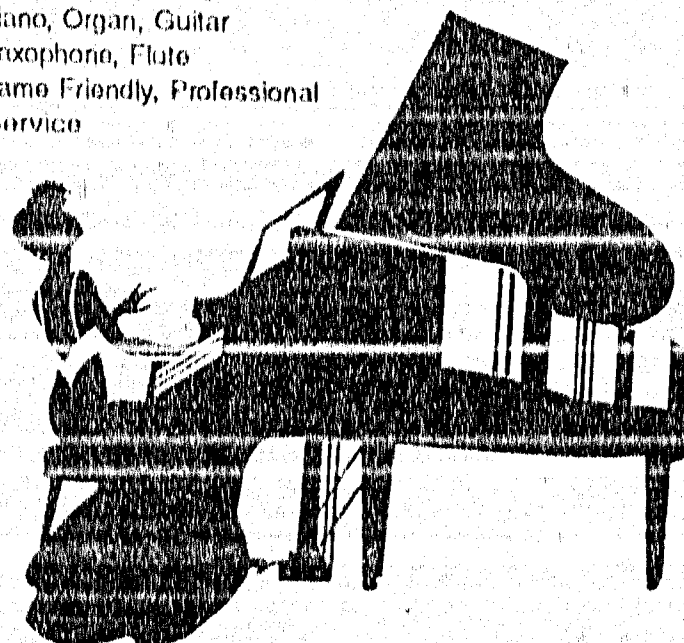 iano, Organ, Guitar
axophone, Flute
ame Friendly, Professional
ervice